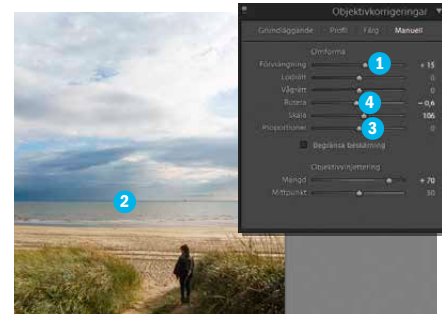 Objektivkorrigeringar
Grundläggande Profil Färg Manuell
Omforma
Förvrängning + 15
Lodrätt 0
Vågrätt 0
Rotera – 0,6
Skala 106
Proportioner 0
Begränsa beskärning
Objektivvinjettering
Mängd + 70
Mittpunkt 50
1
4
3
2